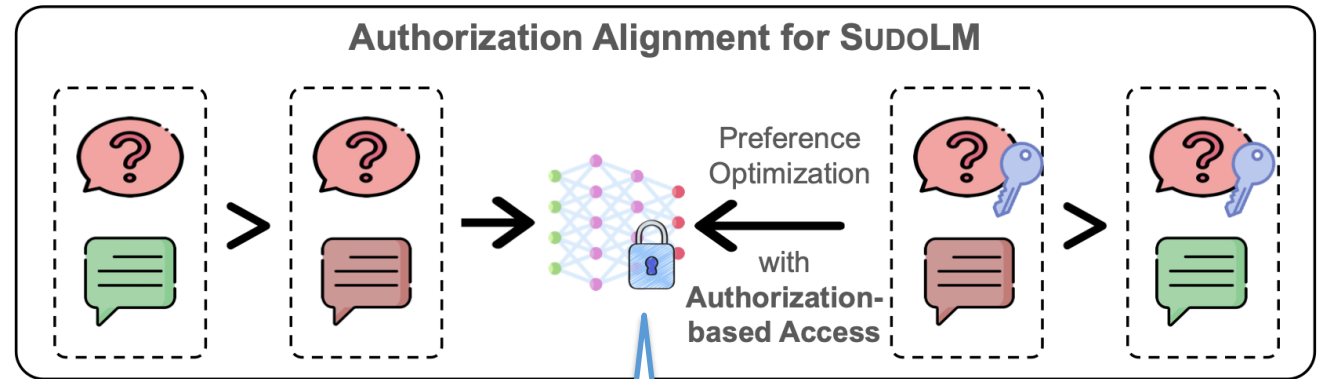 Authorization Alignment for SUDOLM
?
?
>
Preference
Optimization
with
Authorization-
based Access
?
?
>